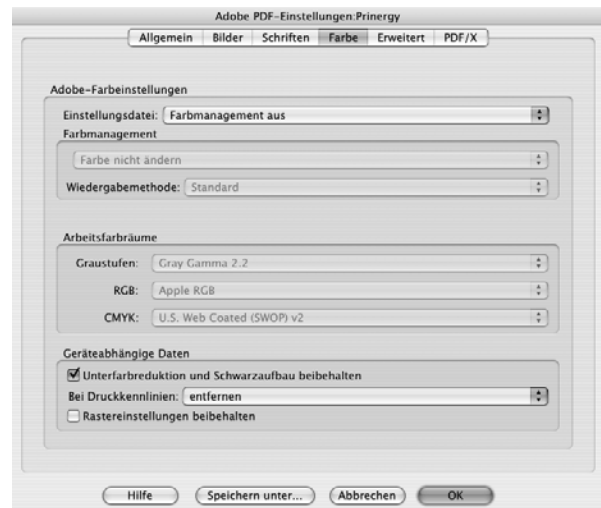 Adobe PDF-Einstellungen:Prinergy
Allgemein Bilder Schriften Farbe Erweitert PDF/X
Adobe-Farbeinstellungen
Einstellungsdatei: Farbmanagement aus
Farbmanagement
Farbe nicht ändern
Wiedergabemethode: Standard
Arbeitsfarbräume
Graustufen: Gray Gamma 2.2
RGB: Apple RGB
CMYK: U.S. Web Coated (SWOP) v2
Geräteabhängige Daten
Unterfarbreduktion und Schwarzaufbau beibehalten
Bei Druckkennlinien: entfernen
Rastereinstellungen beibehalten
Hilfe Speichern unter... Abbrechen OK